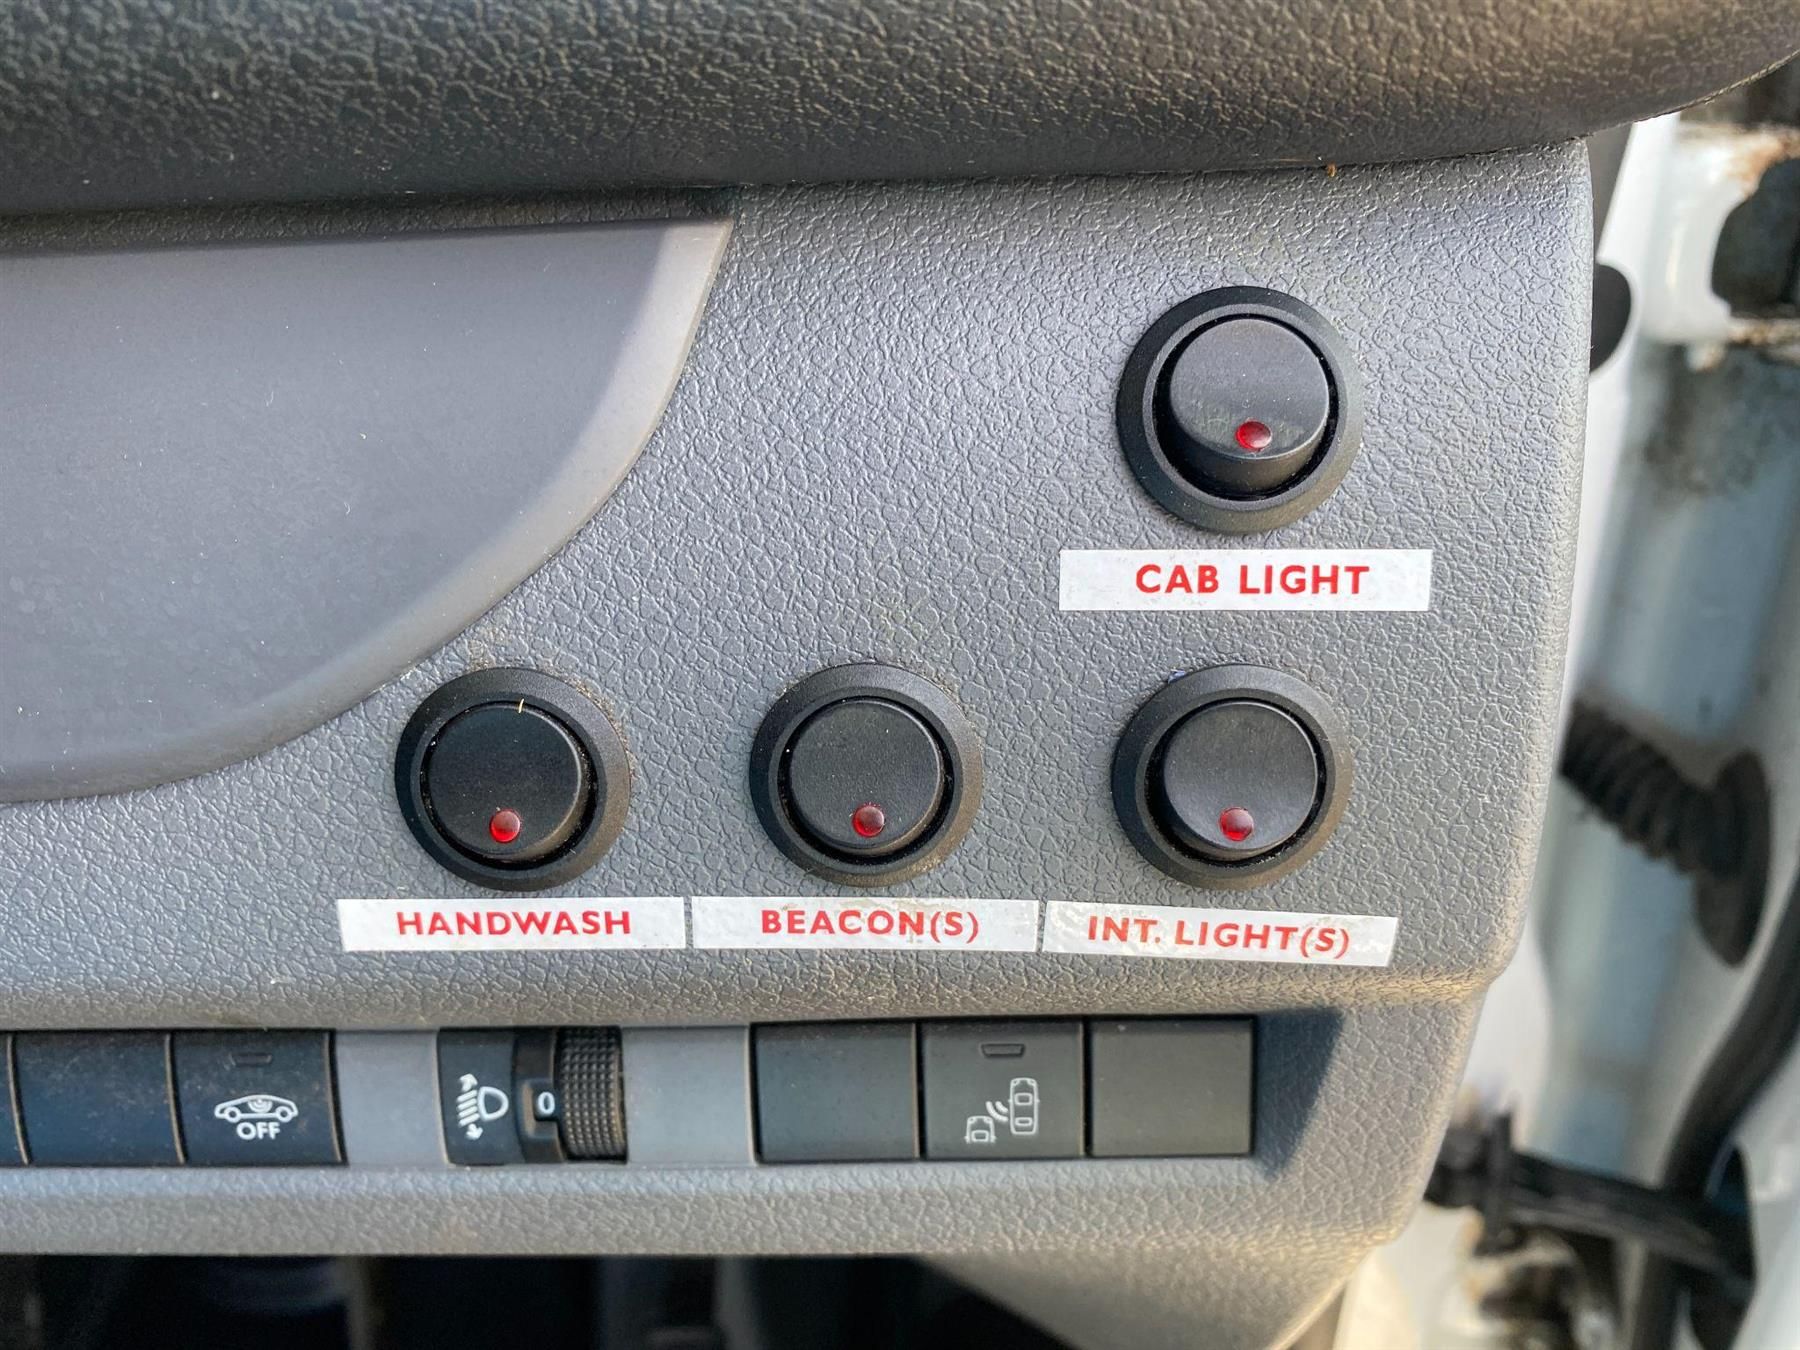 CAB LIGHT
HANDWASH
BEACON(S)
INT. LIGHT(S)
0
OFF